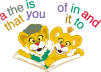 a the is of in and
that you it to